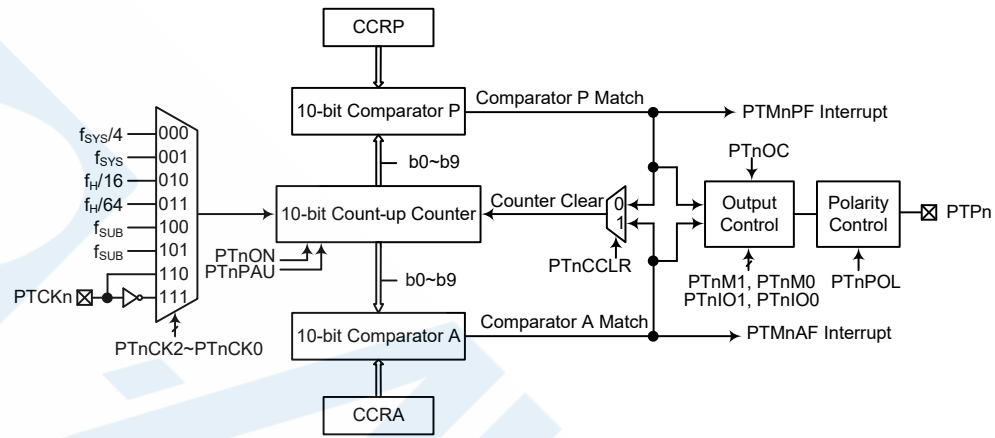 CCRP
10-bit Comparator P
Comparator P Match
PTMnPF Interrupt
fSYS/4
000
fSYS
001
fH/16
010
fH/64
011
fSUB
100
fSUB
101
110
111
PTCKn
PTnCK2~PTnCK0
b0~b9
10-bit Count-up Counter
PTnON
PTnPAU
b0~b9
Counter Clear
0
1
PTnCCLR
PTnOC
Output
Control
PTnM1, PTnM0
PTnIO1, PTnIO0
Polarity
Control
PTnPOL
PTPn
10-bit Comparator A
Comparator A Match
PTMnAF Interrupt
CCRA